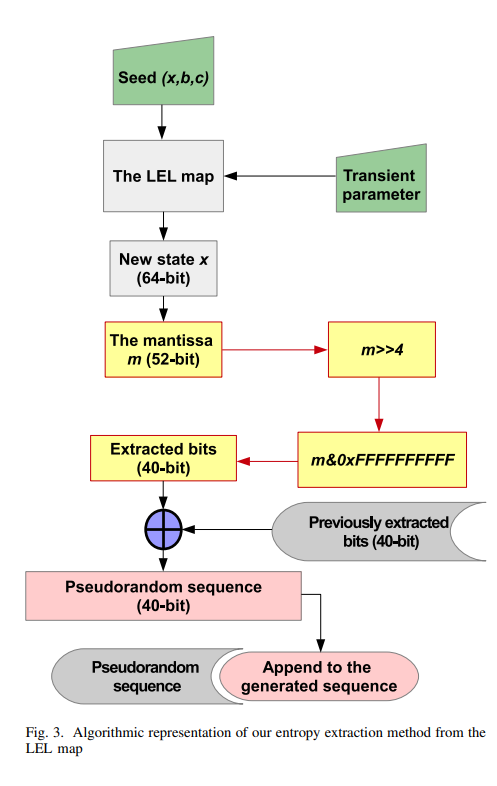 Seed (x,b,c)
The LEL map
Transient
parameter
New state x
(64-bit)
The mantissa
m (52-bit)
m>>4
m&0xFFFFFFFFFF
Extracted bits
(40-bit)
Previously extracted
bits (40-bit)
Pseudorandom sequence
(40-bit)
Pseudorandom
sequence
Append to the
generated sequence
Fig. 3. Algorithmic representation of our entropy extraction method from the
LEL map